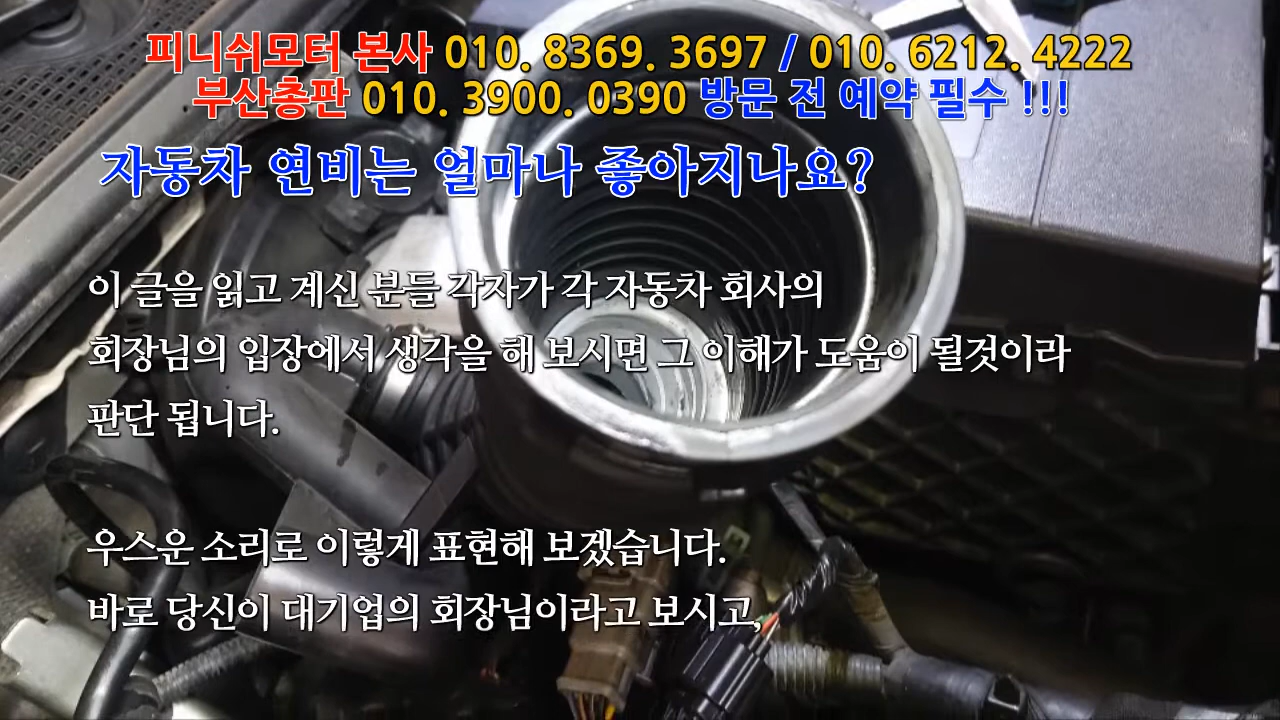 피니쉬모터 본사 010. 8369. 3697 / 010. 6212. 4222
부산총판 010. 3900. 0390 방문 전 예약 필수 !!!
자동차 연비는 얼마나 좋아지나요?
이 글을 읽고 계신 분들 각자가 각 자동차 회사의
회장님의 입장에서 생각을 해 보시면 그 이해가 도움이 될것이라
판단 됩니다.
우스운 소리로 이렇게 표현해 보겠습니다.
바로 당신이 대기업의 회장님이라고 보시고,